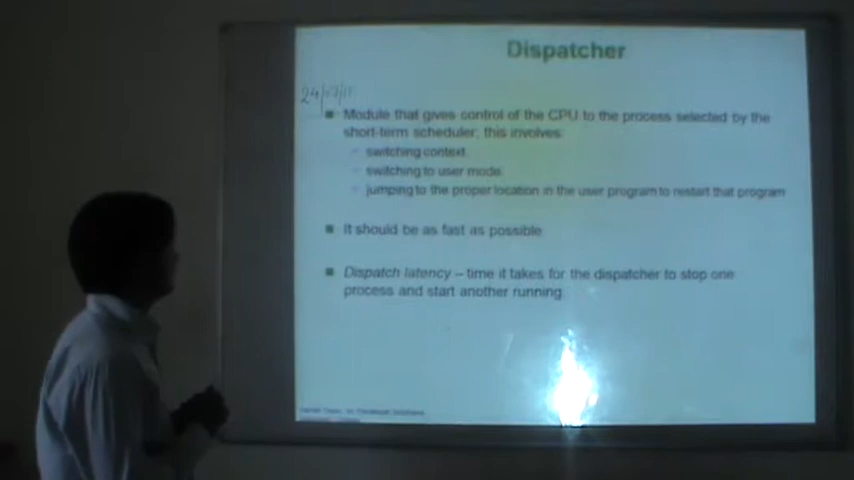 Dispatcher
Module that gives control of the CPU to the process selected by the
short-term scheduler; this involves:
switching context
switching to user mode
jumping to the proper location in the user program to restart that program
It should be as fast as possible
Dispatch latency – time it takes for the dispatcher to stop one
process and start another running